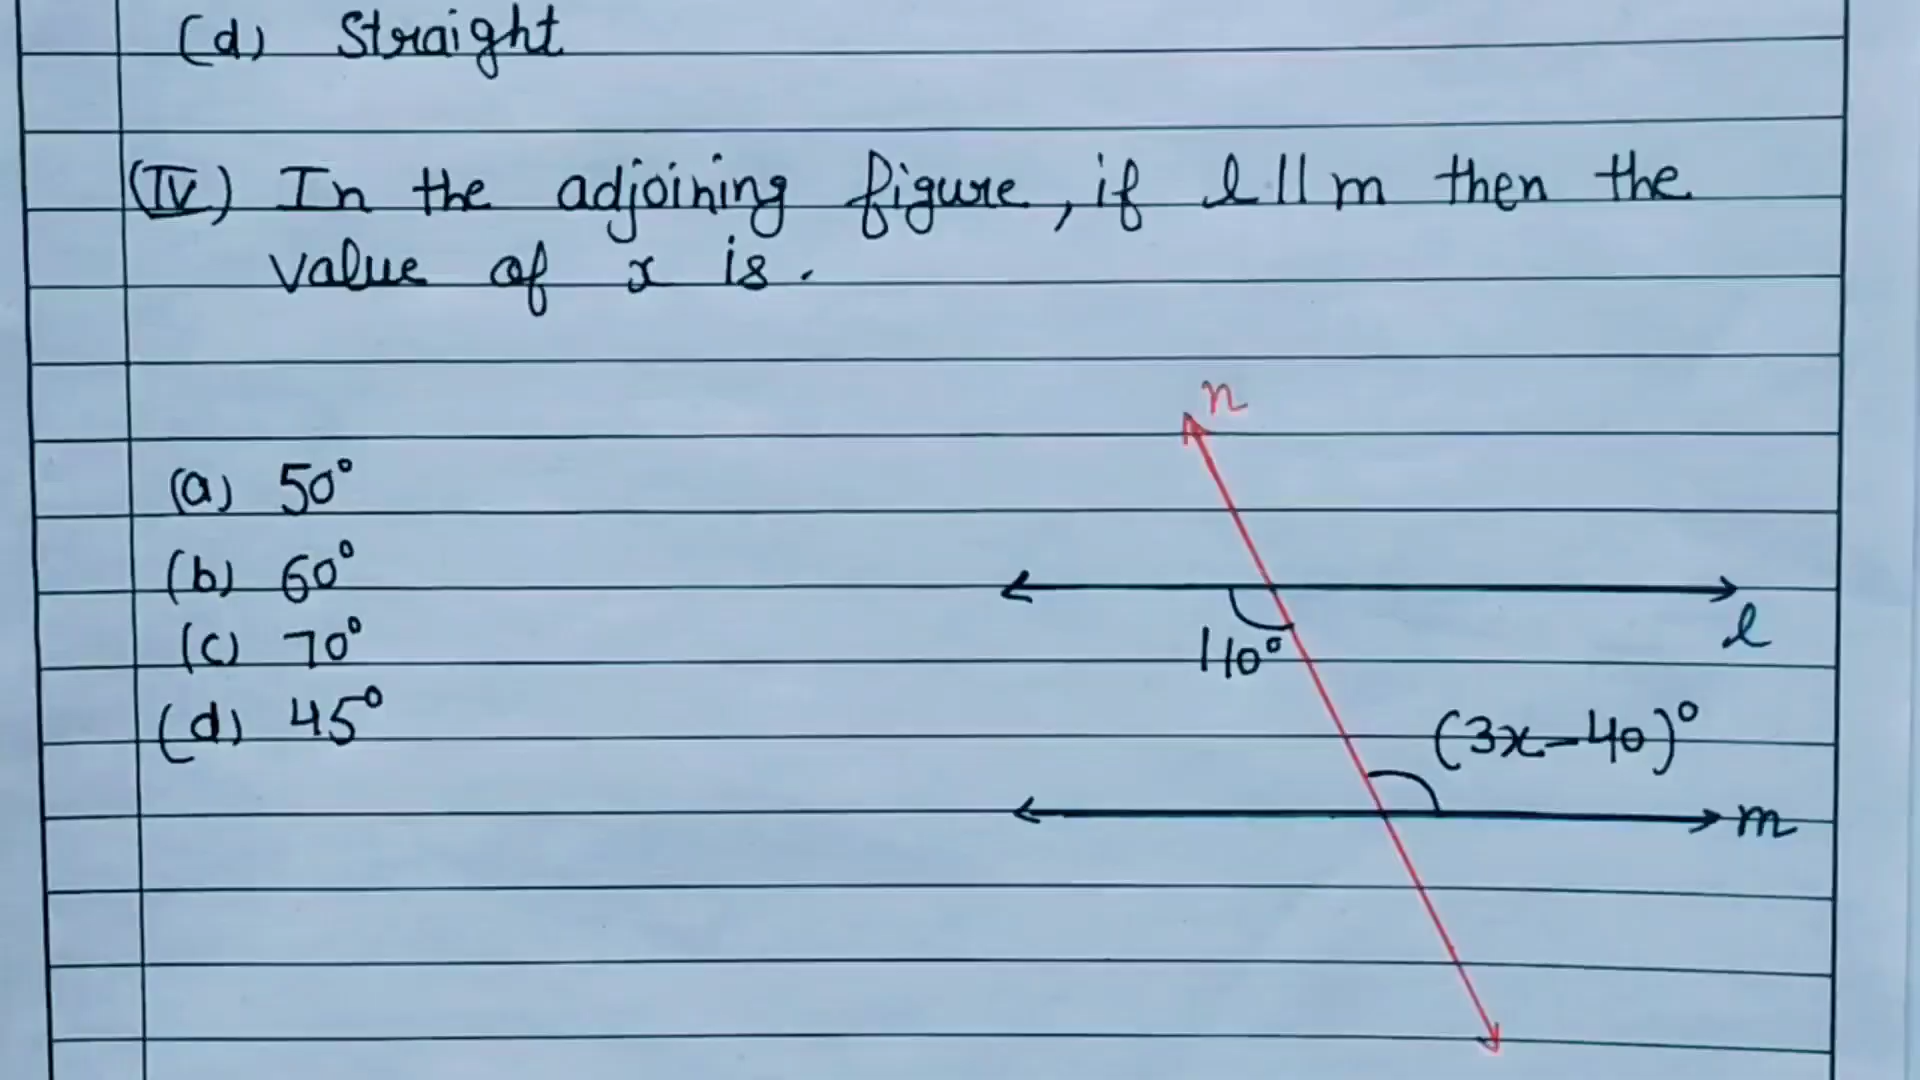 (d) Straight
(IV) In the adjoining figure, if l || m then the
value of x is.
n
(a) 50°
(b) 60°
l
(c) 70°
110°
(d) 45°
(3x-40)°
m